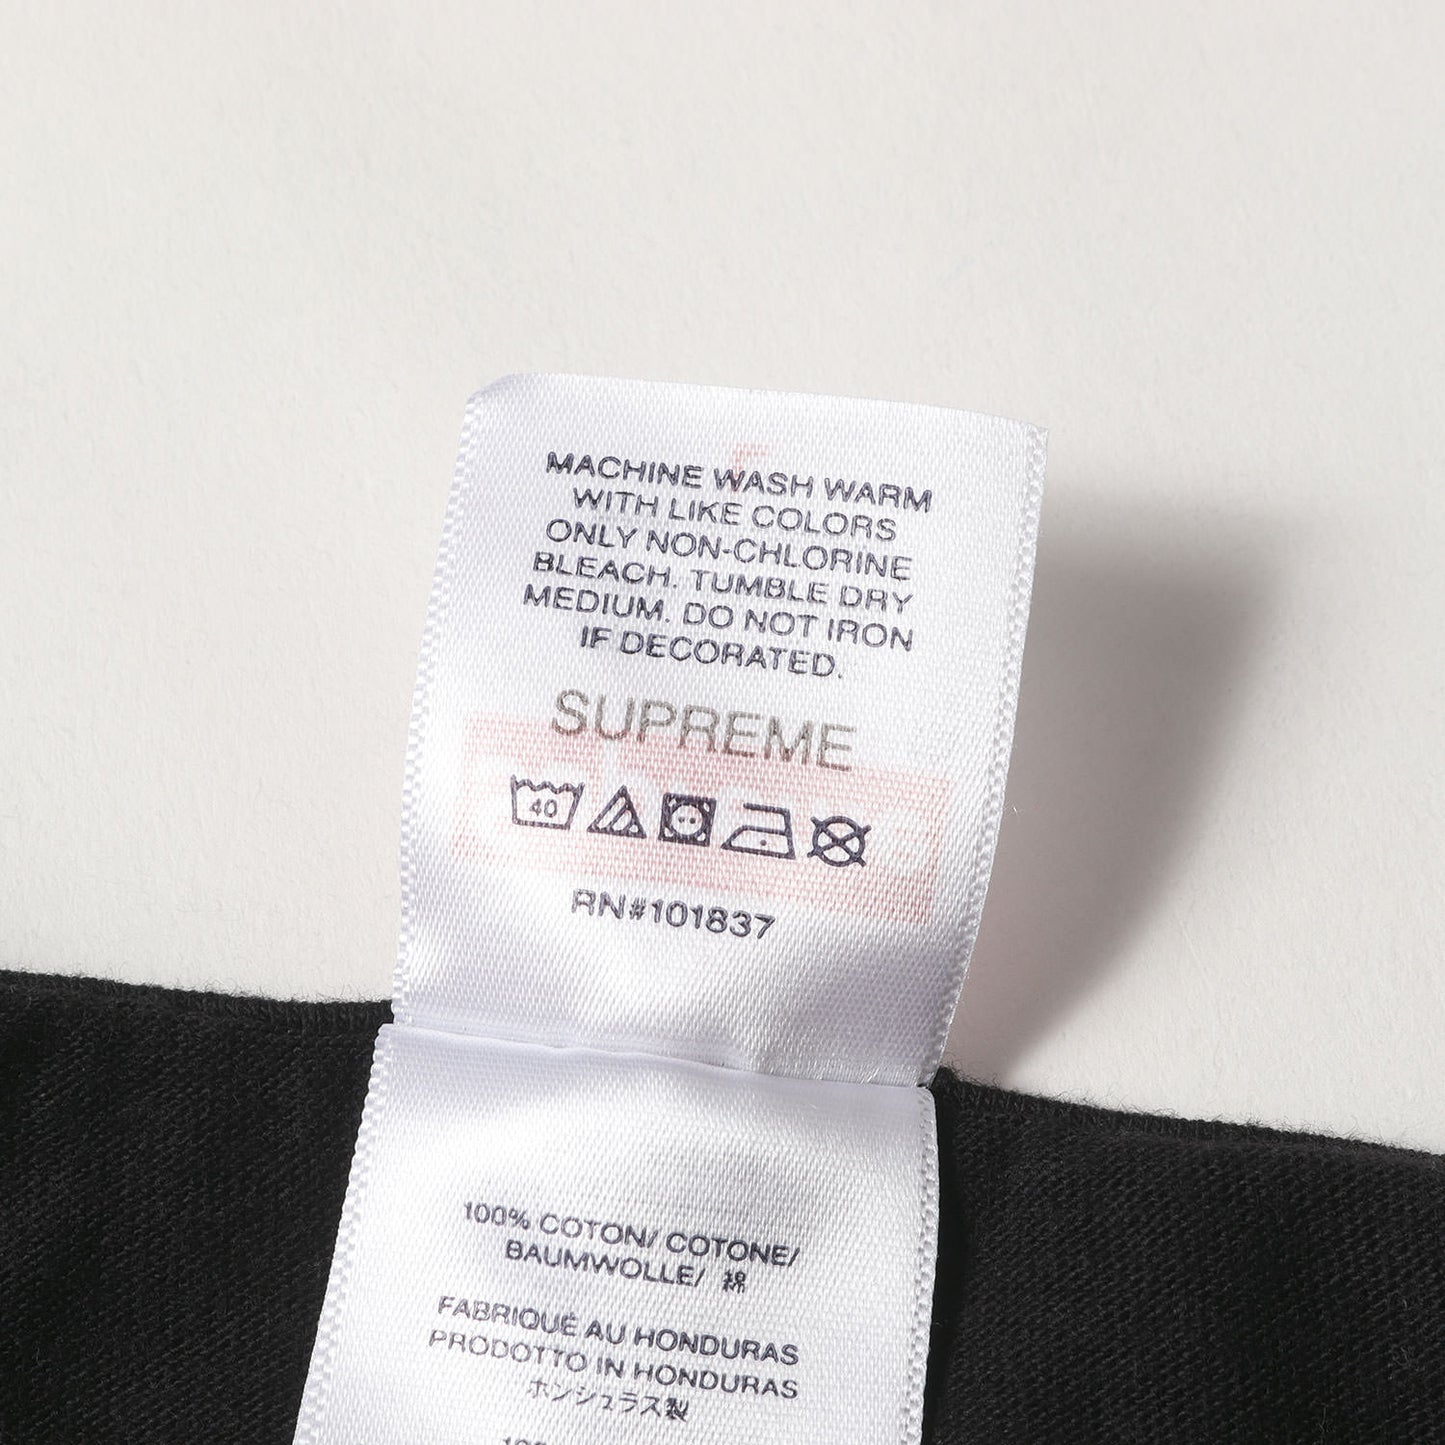 MACHINE WASH WARM
WITH LIKE COLORS
ONLY NON-CHLORINE
BLEACH. TUMBLE DRY
MEDIUM. DO NOT IRON
IF DECORATED.
SUPREME
40
RN#101837
100% COTON/ COTONE/
BAUMWOLLE/ 綿
FABRIQUÉ AU HONDURAS
PRODOTTO IN HONDURAS
ホンジュラス製